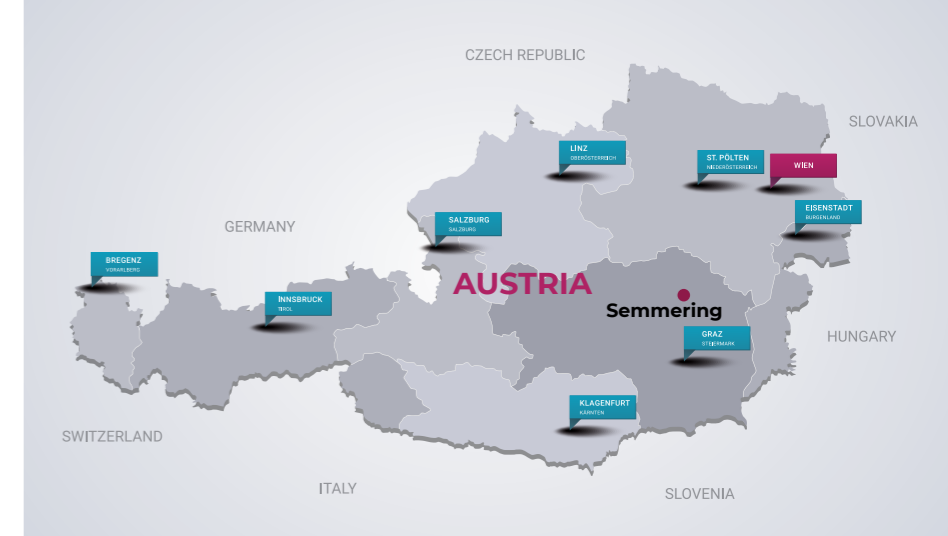 CZECH REPUBLIC
SLOVAKIA
LINZ
OBERÖSTERREICH
ST. PÖLTEN
NIEDERÖSTERREICH
WIEN
EISENSTADT
BURGENLAND
SALZBURG
SALZBURG
GERMANY
BREGENZ
VORARLBERG
AUSTRIA
INNSBRUCK
TIROL
Semmering
GRAZ
STEIERMARK
HUNGARY
KLAGENFURT
KÄRNTEN
SWITZERLAND
ITALY
SLOVENIA